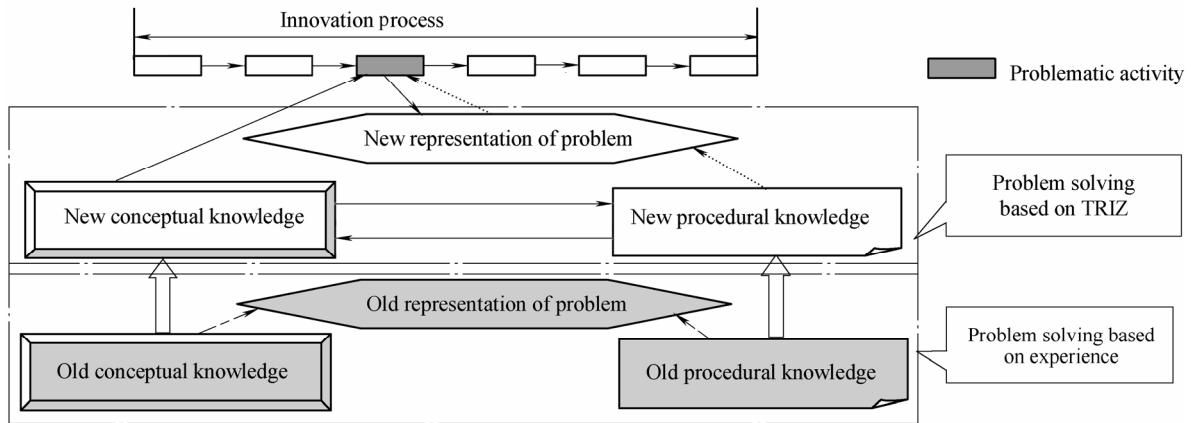 Innovation process
Problematic activity
New representation of problem
Problem solving
based on TRIZ
New conceptual knowledge
New procedural knowledge
Old representation of problem
Problem solving based
on experience
Old conceptual knowledge
Old procedural knowledge